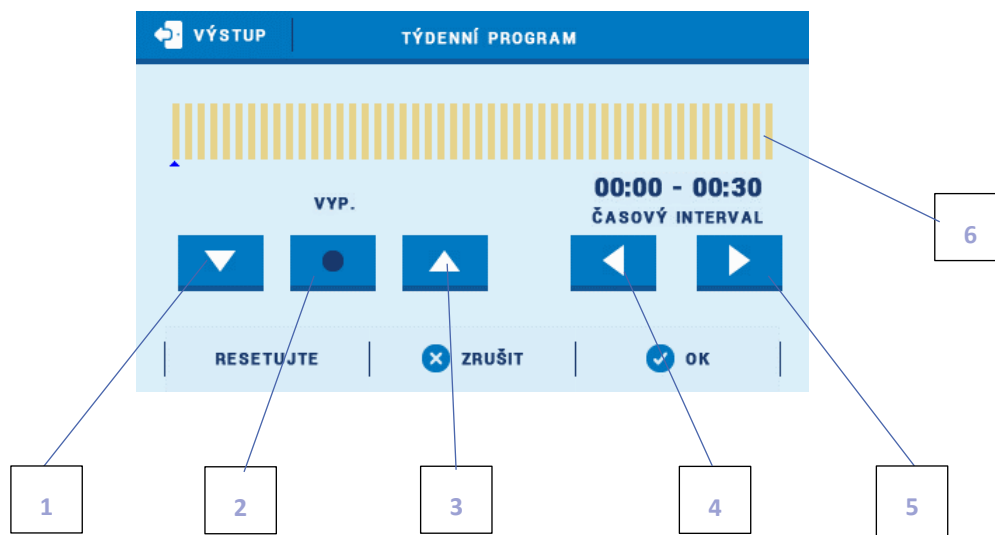 VÝSTUP
TÝDENNÍ PROGRAM
00:00 - 00:30
VYP.
ČASOVÝ INTERVAL
6
RESETUJTE
ZRUŠIT
OK
1
2
3
4
5